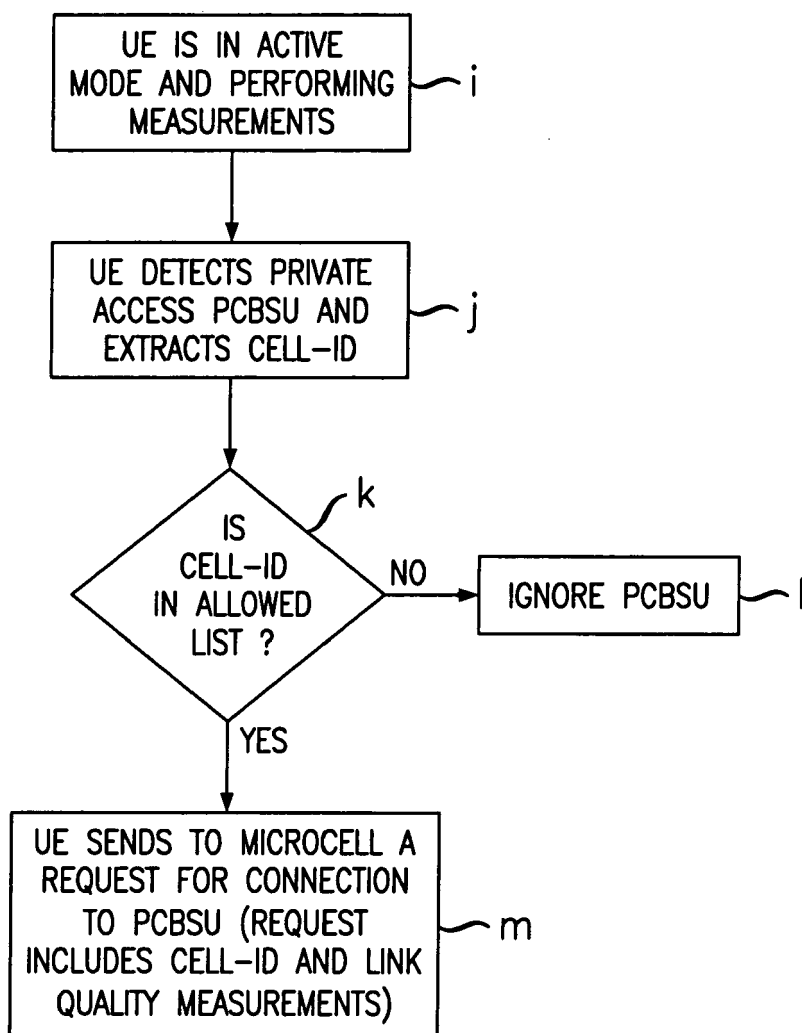 UE IS IN ACTIVE
MODE AND PERFORMING
MEASUREMENTS
i
UE DETECTS PRIVATE
ACCESS PCBSU AND
EXTRACTS CELL-ID
j
k
IS
CELL-ID
IN ALLOWED
LIST ?
NO
IGNORE PCBSU
l
YES
UE SENDS TO MICROCELL A
REQUEST FOR CONNECTION
TO PCBSU (REQUEST
INCLUDES CELL-ID AND LINK
QUALITY MEASUREMENTS)
m